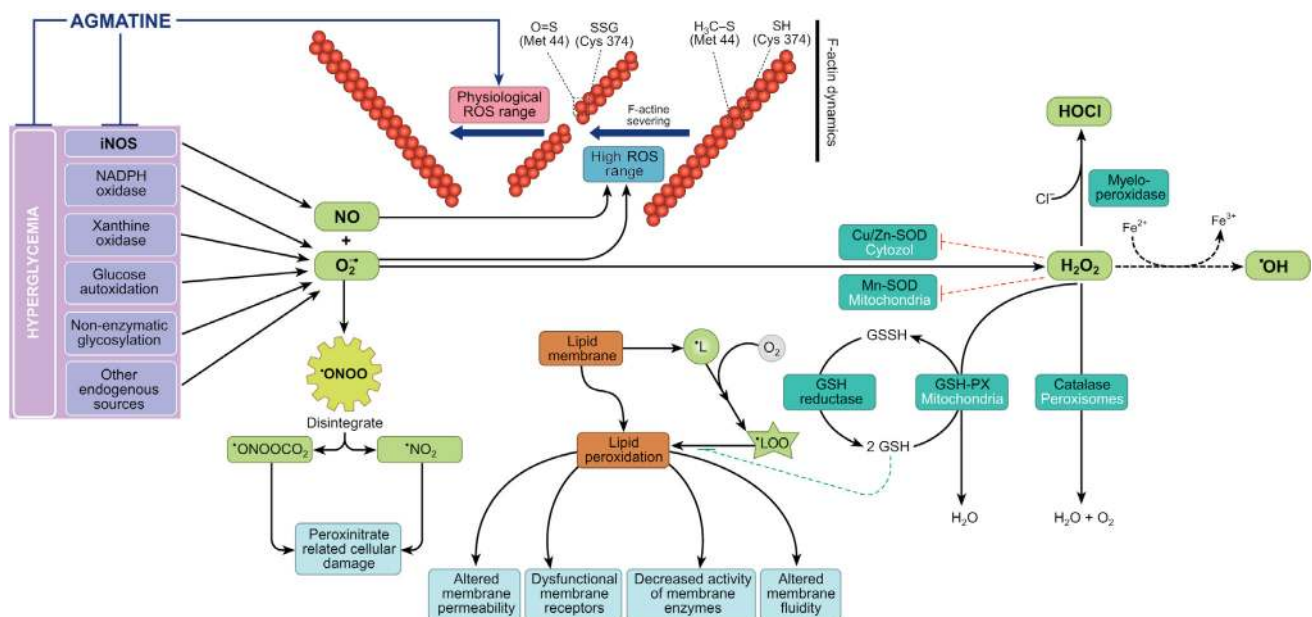 AGMATINE
HYPERGLYCEMIA
iNOS
NADPH
oxidase
Xanthine
oxidase
Glucose
autoxidation
Non-enzymatic
glycosylation
Other
endogenous
sources
O=S
(Met 44)
SSG
(Cys 374)
H₃C–S
(Met 44)
SH
(Cys 374)
F-actin dynamics
Physiological
ROS range
F-actine
severing
High ROS
range
NO
+
O₂⁻•
•ONOO
Disintegrate
•ONOOCO₂
•NO₂
Peroxinitrate
related cellular
damage
Lipid
membrane
•L
O₂
•LOO
Lipid
peroxidation
Altered
membrane
permeability
Dysfunctional
membrane
receptors
Decreased activity
of membrane
enzymes
Altered
membrane
fluidity
HOCl
Cl⁻
Myelo-
peroxidase
Cu/Zn-SOD
Cytozol
Mn-SOD
Mitochondria
H₂O₂
Fe²⁺
Fe³⁺
•OH
GSSH
GSH
reductase
GSH-PX
Mitochondria
2 GSH
Catalase
Peroxisomes
H₂O
H₂O + O₂